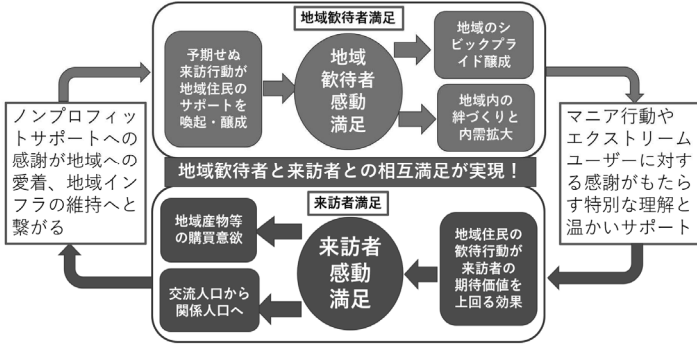 地域歓待者満足
予期せぬ
来訪行動が
地域住民の
サポートを
喚起・醸成
地域
歓待者
感動
満足
地域のシ
ビックプラ
イド醸成
地域内の
絆づくりと
内需拡大
ノンプロフィッ
トサポートへの
感謝が地域への
愛着、地域イン
フラの維持へと
繋がる
マニア行動や
エクストリーム
ユーザーに対す
る感謝がもたら
す特別な理解と
温かいサポート
地域歓待者と来訪者との相互満足が実現！
来訪者満足
地域産物等
の購買意欲
交流人口から
関係人口へ
来訪者
感動
満足
地域住民の
歓待行動が
来訪者の
期待価値を
上回る効果